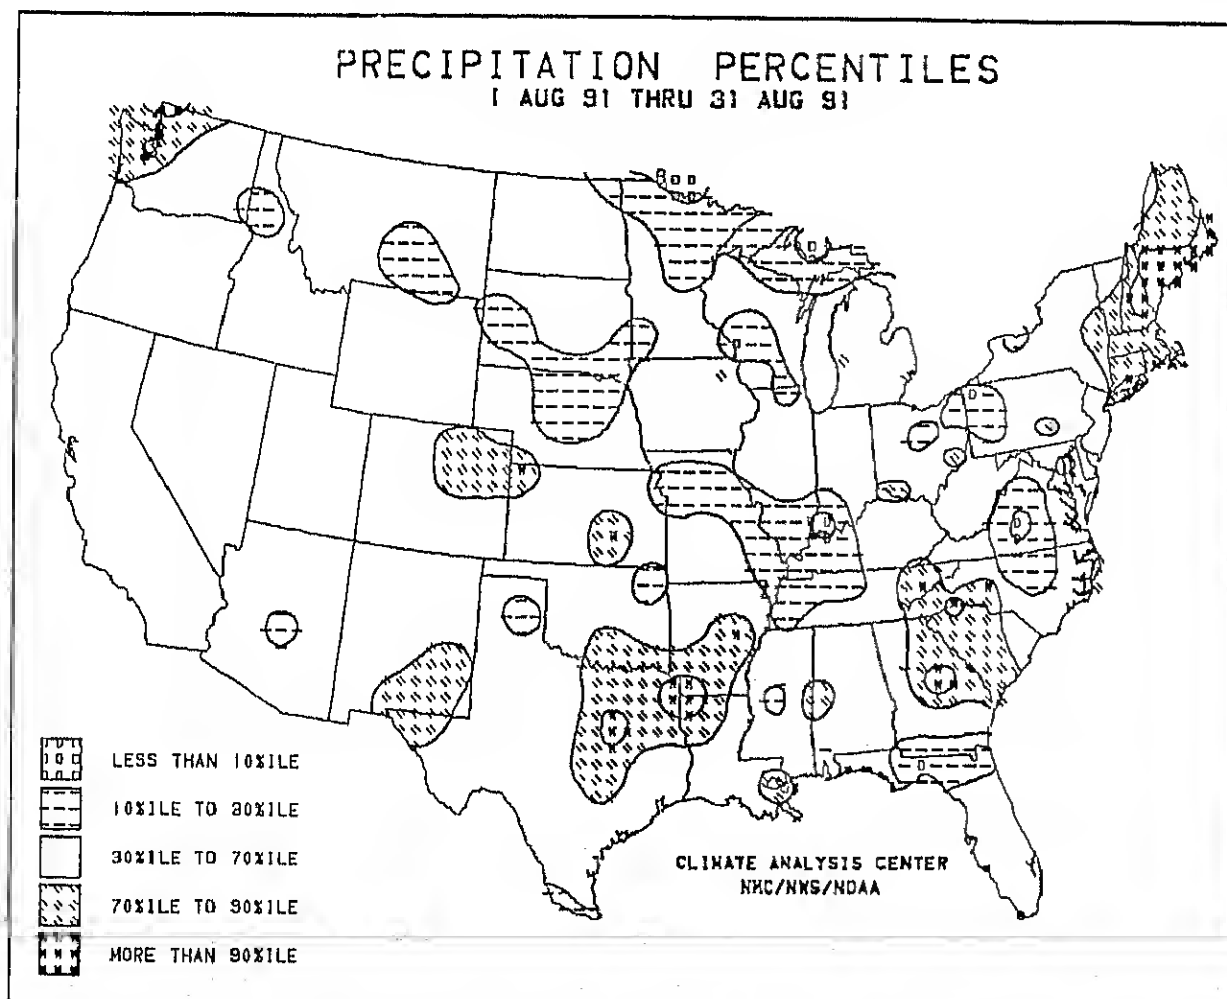 PRECIPITATION PERCENTILES
1 AUG 91 THRU 31 AUG 91
LESS THAN 10%ILE
10%ILE TO 30%ILE
30%ILE TO 70%ILE
70%ILE TO 90%ILE
MORE THAN 90%ILE
CLIMATE ANALYSIS CENTER
NMC/NWS/NOAA